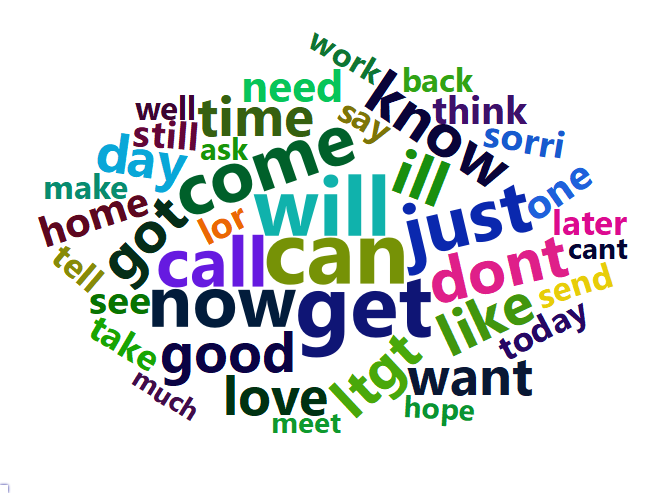 work
back
need
know
think
well
time
say
still
sorri
ask
come
day
ill
make
will
one
home
got
lor
just
later
can
cant
call
dont
tell
send
see
now
get
like
today
take
good
ltgt
want
much
love
hope
meet